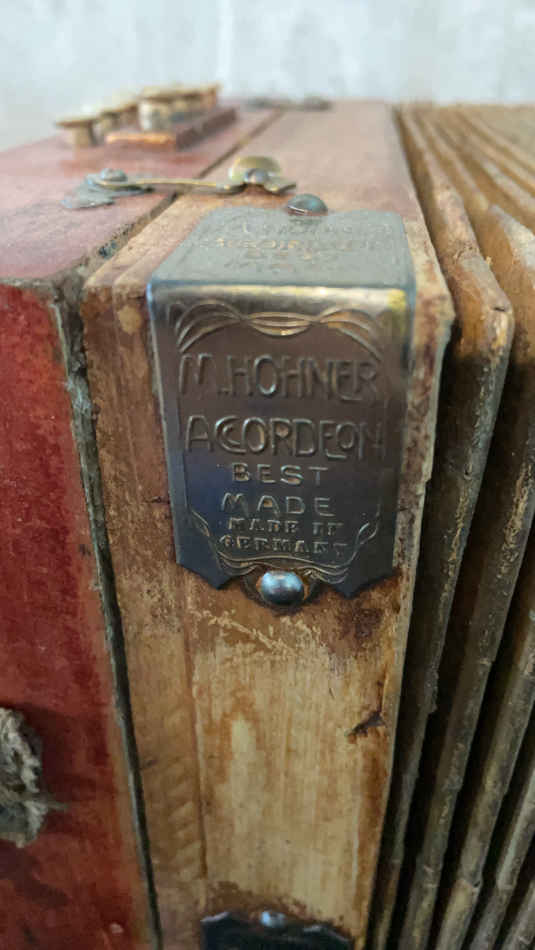 M. HOHNER
ACCORDEON
BEST
MADE
MADE IN
GERMANY